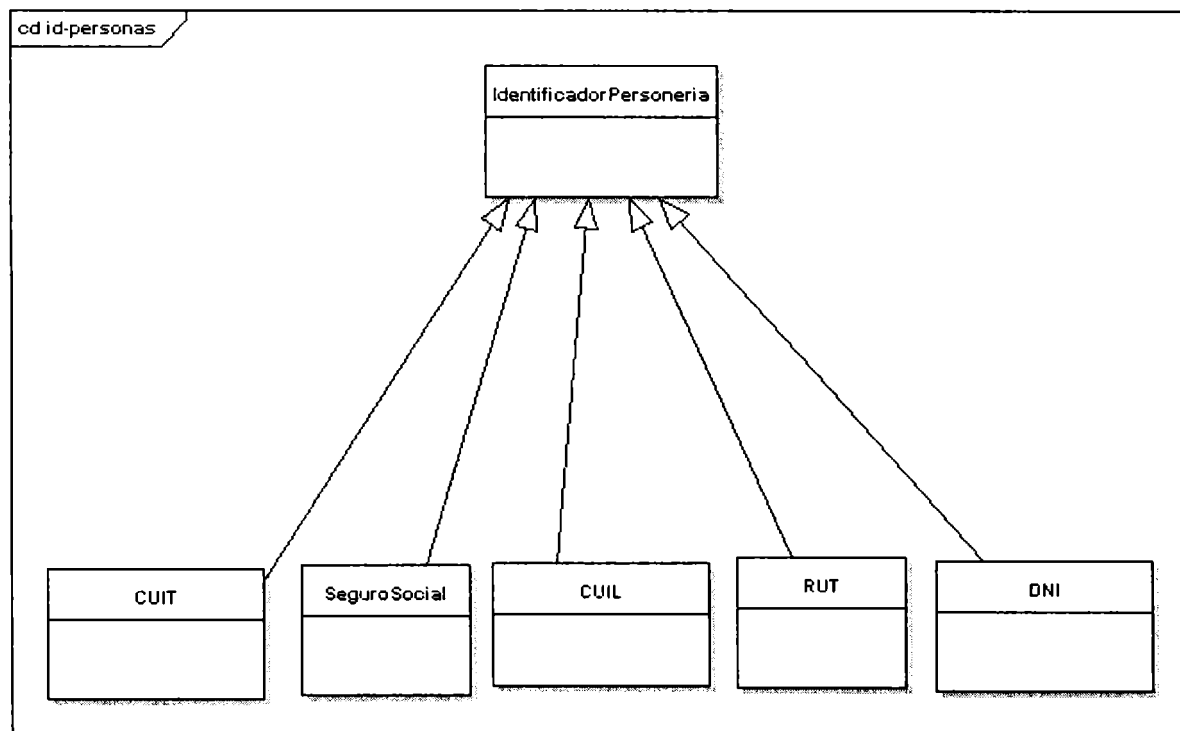 cd id-personas
IdentificadorPersoneria
CUIT
SeguroSocial
CUIL
RUT
DNI